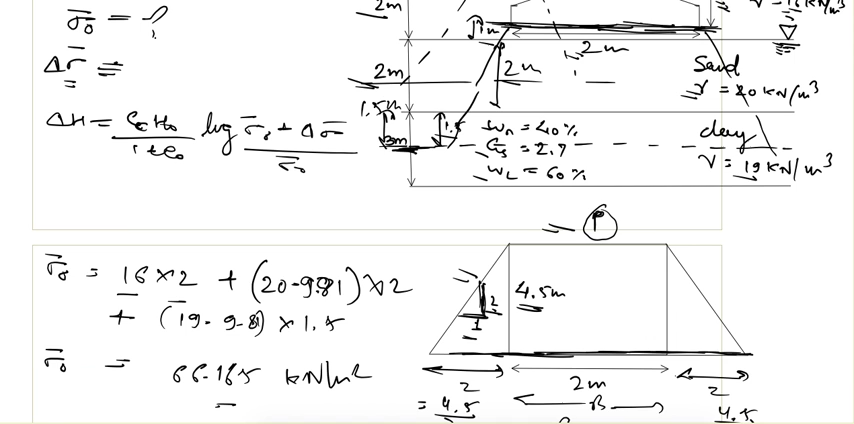 2m
γ = 16 kN/m³
σ̄₀ = ?
1m
2m
Δσ̄ =
2m
2m
Sand
γ = 20 kN/m³
1.5m
ΔH = CcH₀ / 1+e₀ log σ̄₀ + Δσ̄ / σ̄₀
3m
1.5
wn = 40%
Gs = 2.7
wL = 60%
clay
γ = 19 kN/m³
P
σ̄₀ = 16×2 + (20-9.81)×2
+ (19-9.81)×1.5
4.5m
2
1
σ̄₀ = 66.165 kN/m²
2
2m
2
= 4.5
B
4.5